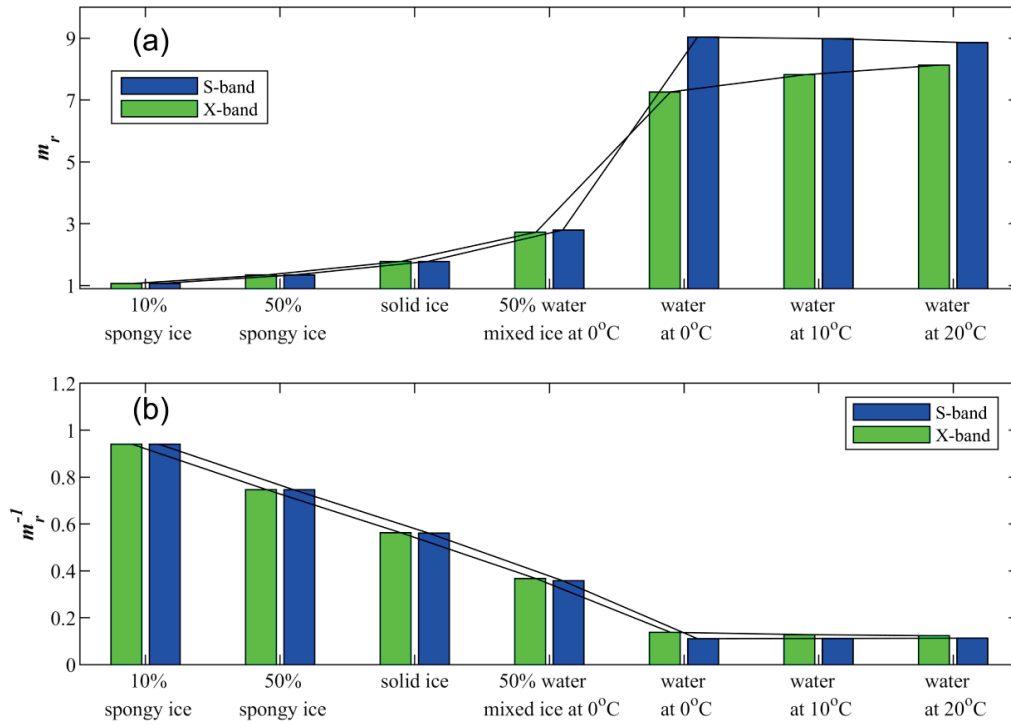 (a)
S-band
X-band
9
7
5
3
1
m_r
10%
spongy ice
50%
spongy ice
solid ice
50% water
mixed ice at 0°C
water
at 0°C
water
at 10°C
water
at 20°C
(b)
S-band
X-band
1.2
1
0.8
0.6
0.4
0.2
0
m_r^-1
10%
spongy ice
50%
spongy ice
solid ice
50% water
mixed ice at 0°C
water
at 0°C
water
at 10°C
water
at 20°C